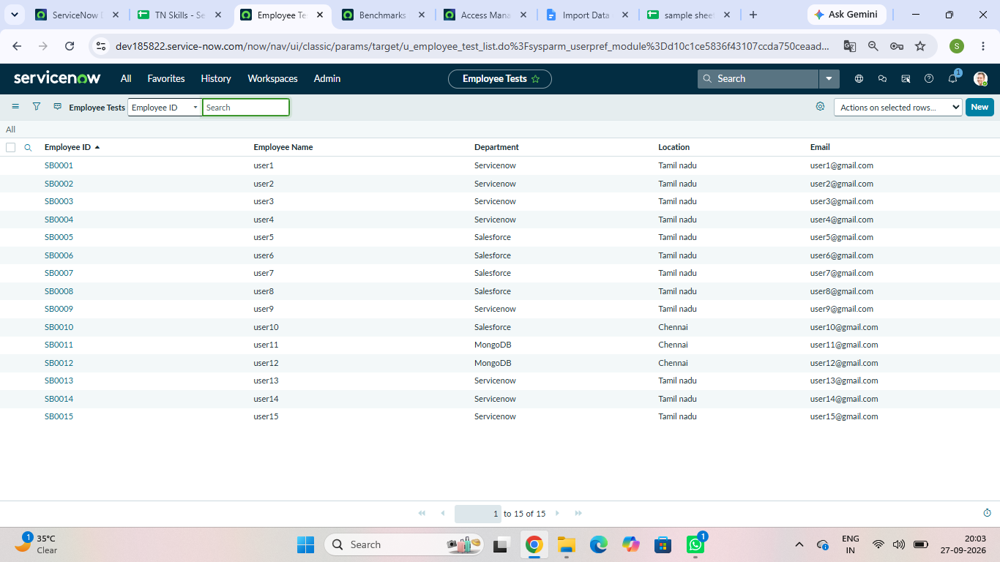 ServiceNow D
TN Skills - Se
Employee Te
Benchmarks
Access Mana
Import Data
sample shee
Ask Gemini
dev185822.service-now.com/now/nav/ui/classic/params/target/u_employee_test_list.do%3Fsysparm_userpref_module%3Dd10c1ce5836f43107ccda750ceaad...
S
servicenow All Favorites History Workspaces Admin Employee Tests Search 1
Employee Tests Employee ID Search Actions on selected rows... New
All
Employee ID Employee Name Department Location Email
SB0001 user1 Servicenow Tamil nadu user1@gmail.com
SB0002 user2 Servicenow Tamil nadu user2@gmail.com
SB0003 user3 Servicenow Tamil nadu user3@gmail.com
SB0004 user4 Servicenow Tamil nadu user4@gmail.com
SB0005 user5 Salesforce Tamil nadu user5@gmail.com
SB0006 user6 Salesforce Tamil nadu user6@gmail.com
SB0007 user7 Salesforce Tamil nadu user7@gmail.com
SB0008 user8 Salesforce Tamil nadu user8@gmail.com
SB0009 user9 Servicenow Tamil nadu user9@gmail.com
SB0010 user10 Salesforce Chennai user10@gmail.com
SB0011 user11 MongoDB Chennai user11@gmail.com
SB0012 user12 MongoDB Chennai user12@gmail.com
SB0013 user13 Servicenow Tamil nadu user13@gmail.com
SB0014 user14 Servicenow Tamil nadu user14@gmail.com
SB0015 user15 Servicenow Tamil nadu user15@gmail.com
1 to 15 of 15
1 35°C
Clear
Search
1
ENG
IN
20:03
27-09-2026